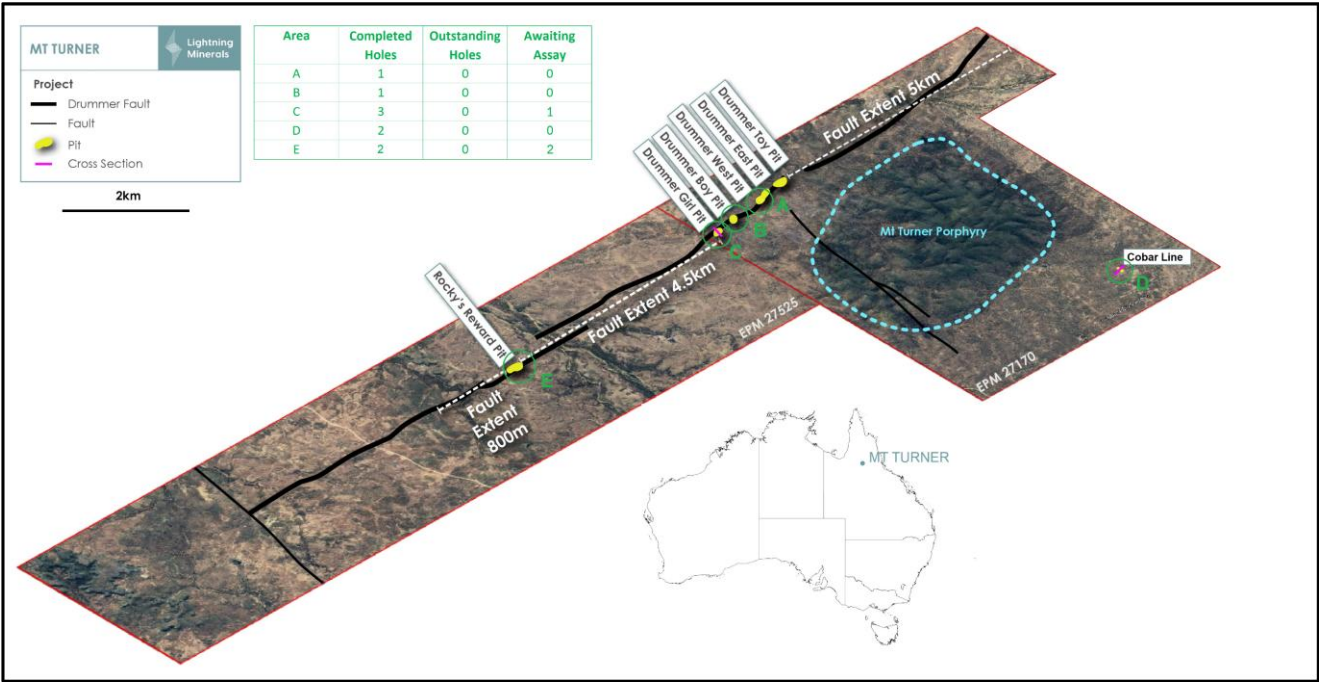 MT TURNER
Lightning
Minerals
Project
Drummer Fault
Fault
Pit
Cross Section
2km
Area Completed Holes Outstanding Holes Awaiting Assay
A 1 0 0
B 1 0 0
C 3 0 1
D 2 0 0
E 2 0 2
Fault Extent 5km
Drummer Toy Pit
Drummer East Pit
Drummer West Pit
Drummer Boy Pit
Drummer Girl Pit
A
B
C
Mt Turner Porphyry
Cobar Line
D
Rocky's Reward Pit
Fault Extent 4.5km
EPM 27525
EPM 27170
E
Fault
Extent
800m
MT TURNER